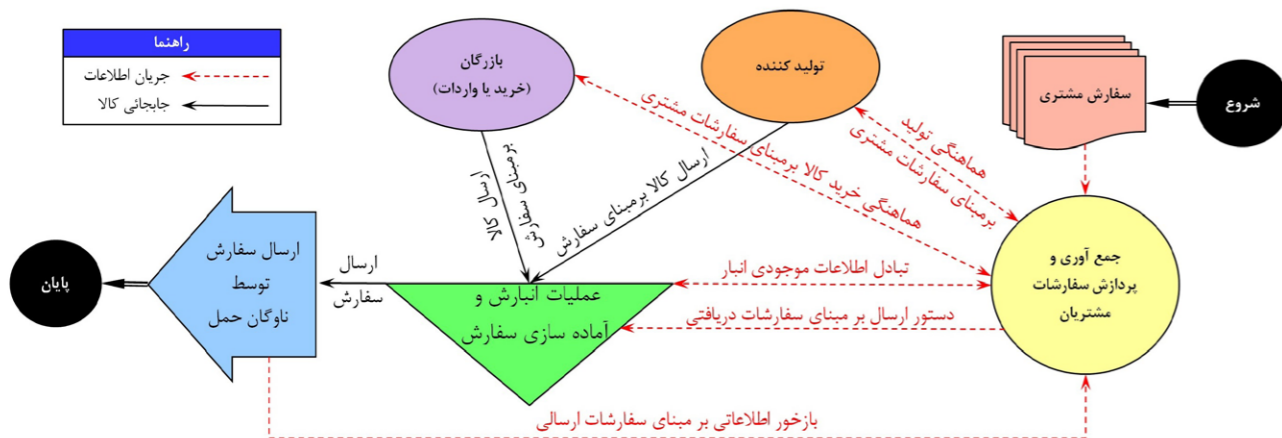 راهنما
جریان اطلاعات
جابجائی کالا
بازرگان
(خرید یا واردات)
تولید کننده
سفارش مشتری
شروع
هماهنگی تولید
برمبنای سفارشات مشتری
هماهنگی خرید کالا برمبنای سفارشات مشتری
ارسال کالا برمبنای سفارش
ارسال کالا
برمبنای سفارش
جمع آوری و
پردازش سفارشات
مشتریان
تبادل اطلاعات موجودی انبار
دستور ارسال بر مبنای سفارشات دریافتی
عملیات انبارش و
آماده سازی سفارش
ارسال
سفارش
ارسال سفارش
توسط
ناوگان حمل
پایان
بازخور اطلاعاتی بر مبنای سفارشات ارسالی